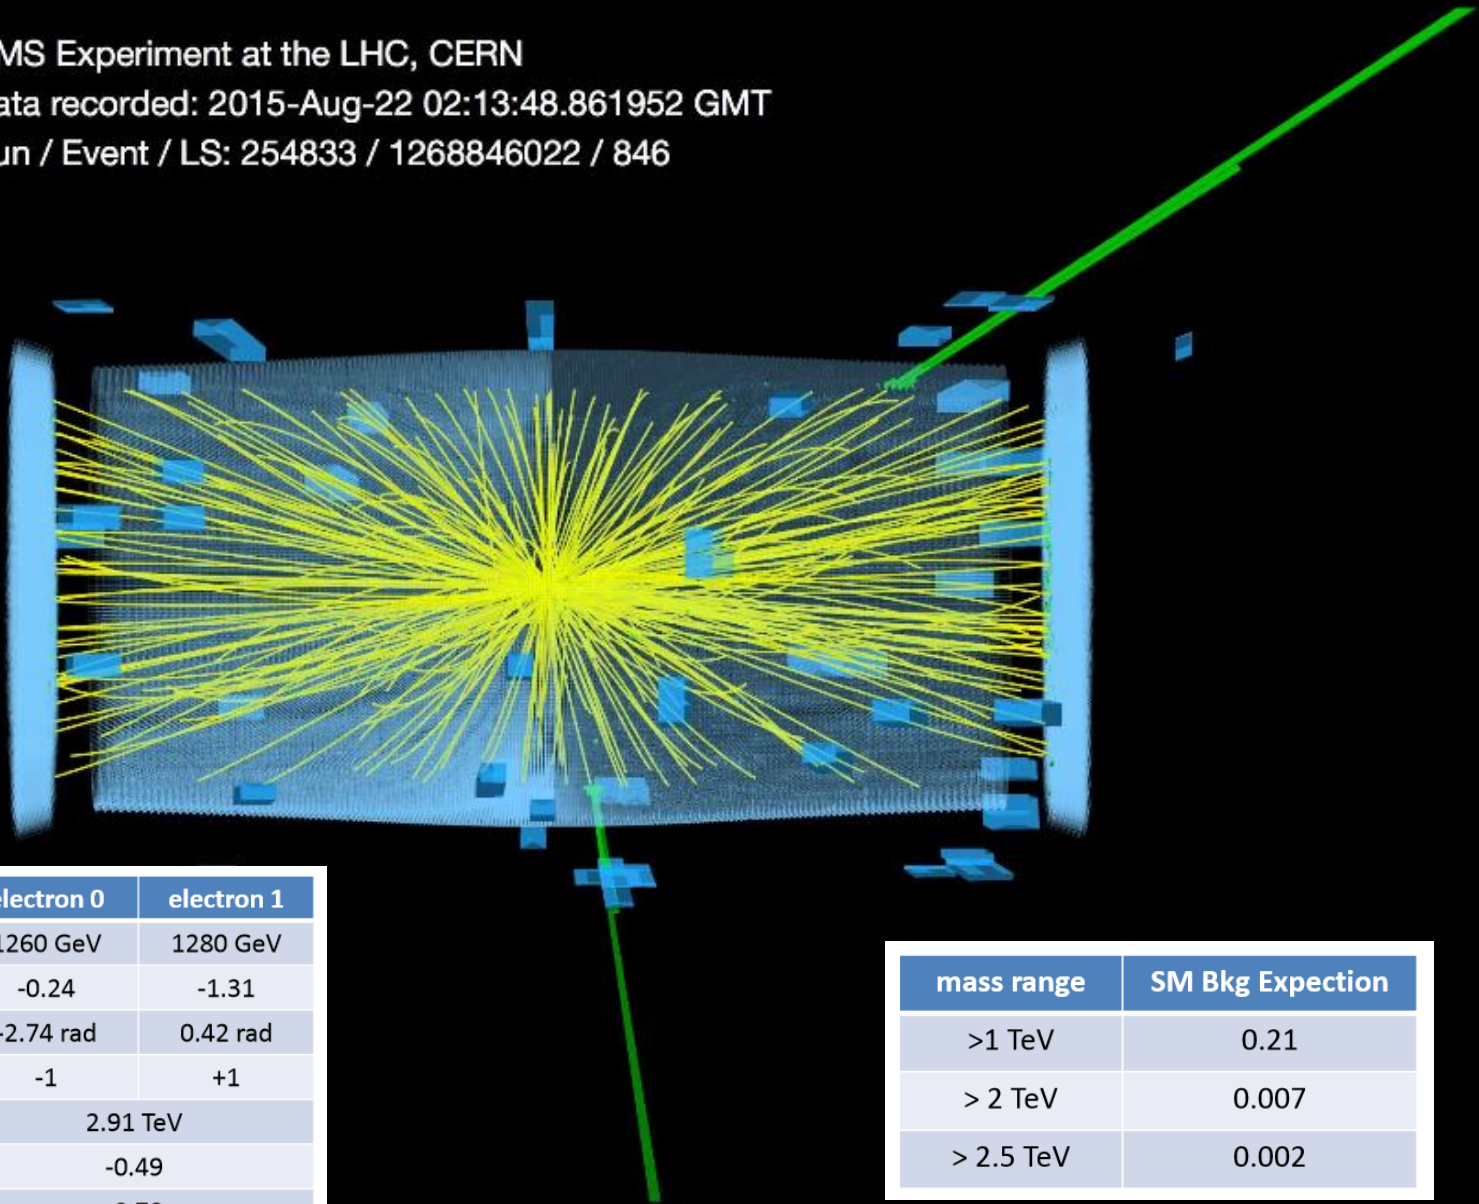 MS Experiment at the LHC, CERN
ata recorded: 2015-Aug-22 02:13:48.861952 GMT
un / Event / LS: 254833 / 1268846022 / 846
electron 0 electron 1
1260 GeV 1280 GeV
-0.24 -1.31
-2.74 rad 0.42 rad
-1 +1
2.91 TeV
-0.49
mass range SM Bkg Expection
>1 TeV 0.21
> 2 TeV 0.007
> 2.5 TeV 0.002